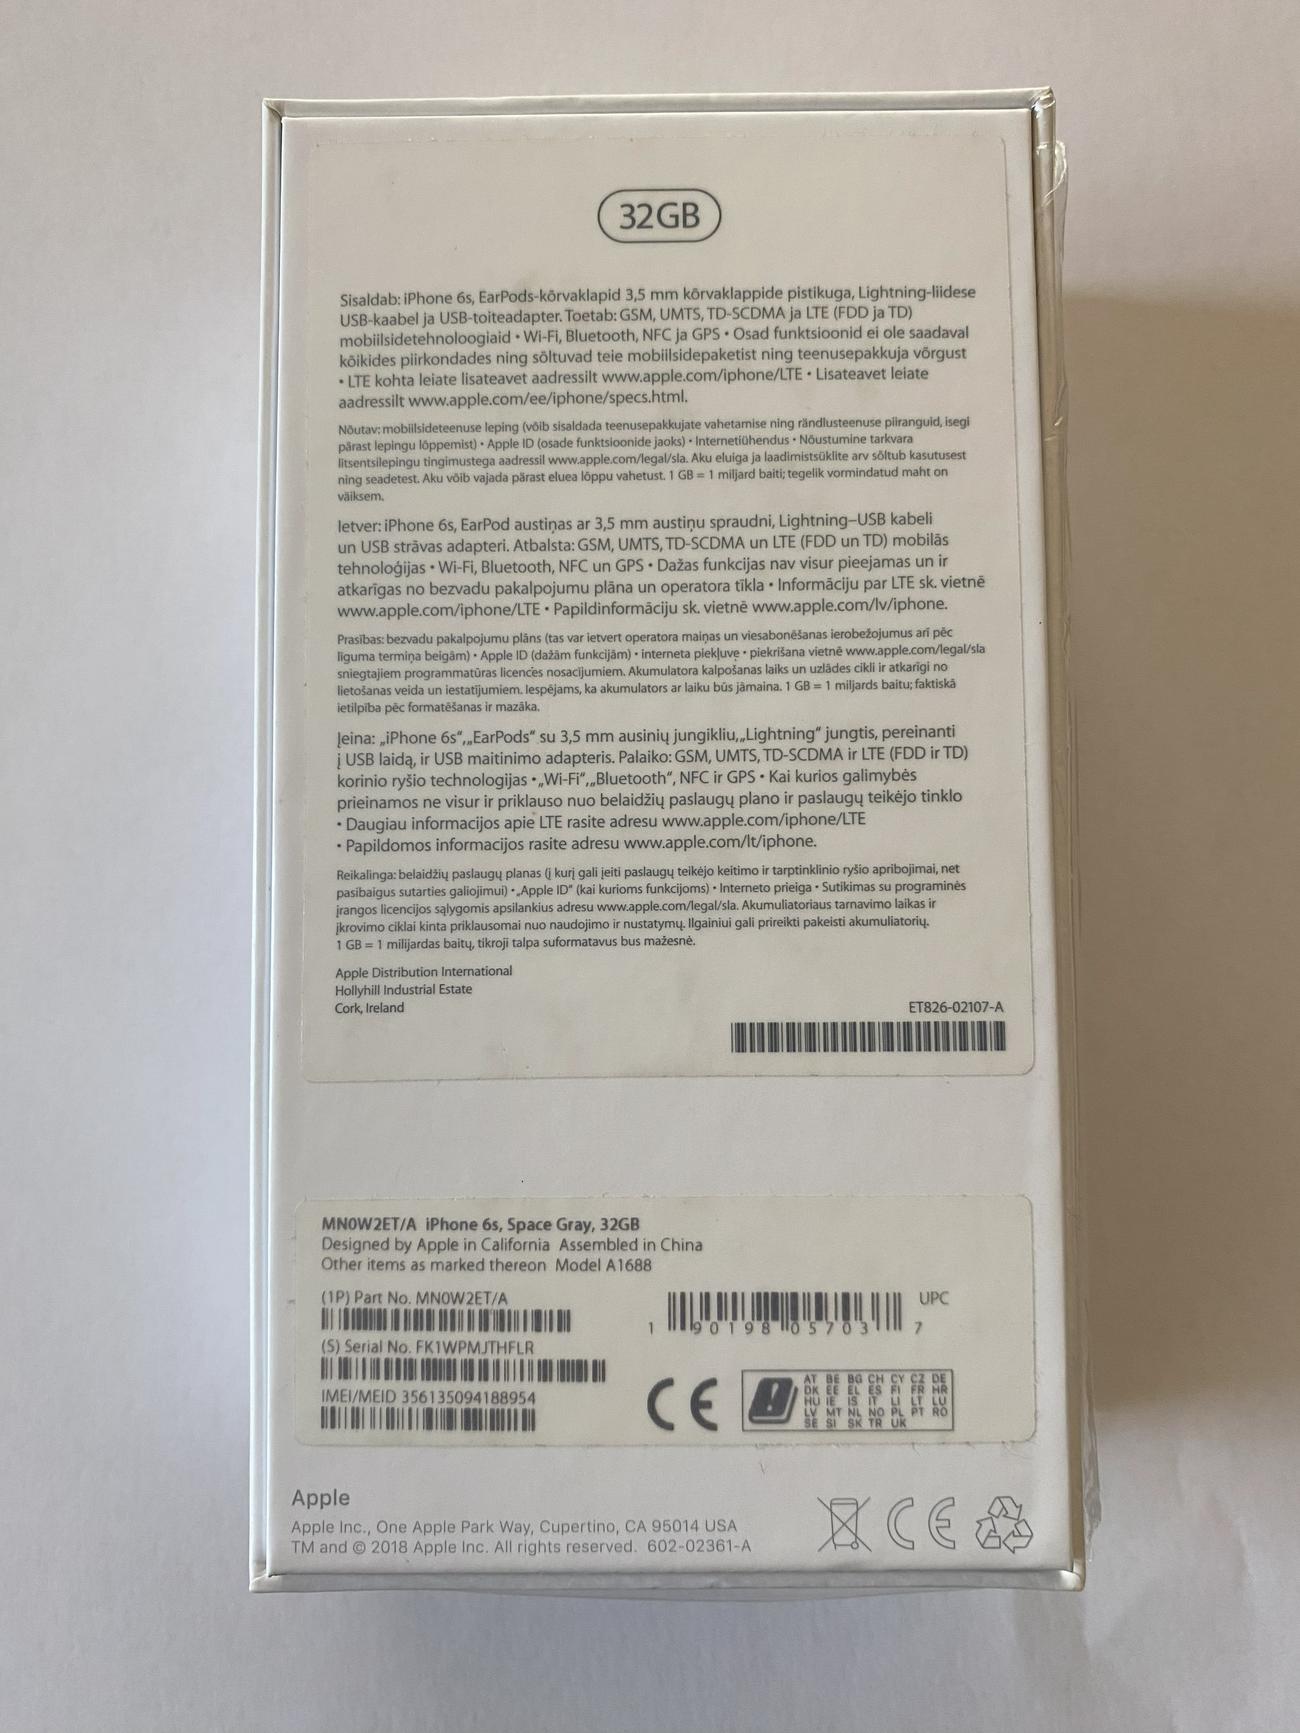 32GB
Sisaldab: iPhone 6s, EarPods-kõrvaklapid 3,5 mm kõrvaklappide pistikuga, Lightning-liidese
USB-kaabel ja USB-toiteadapter. Toetab: GSM, UMTS, TD-SCDMA ja LTE (FDD ja TD)
mobiilsidetehnoloogiaid • Wi-Fi, Bluetooth, NFC ja GPS • Osad funktsioonid ei ole saadaval
kõikides piirkondades ning sõltuvad teie mobiilsidepaketist ning teenusepakkuja võrgust
• LTE kohta leiate lisateavet aadressilt www.apple.com/iphone/LTE • Lisateavet leiate
aadressilt www.apple.com/ee/iphone/specs.html.
Nõutav: mobiilsideteenuse leping (võib sisaldada teenusepakkujate vahetamise ning rändlusteenuse piiranguid, isegi
pärast lepingu lõppemist) • Apple ID (osade funktsioonide jaoks) • Internetiühendus • Nõustumine tarkvara
litsentsilepingu tingimustega aadressil www.apple.com/legal/sla. Aku eluiga ja laadimistsüklite arv sõltub kasutusest
ning seadetest. Aku võib vajada pärast eluea lõppu vahetust. 1 GB = 1 miljard baiti; tegelik vormindatud maht on
väiksem.
Ietver: iPhone 6s, EarPod austiņas ar 3,5 mm austiņu spraudni, Lightning–USB kabeli
un USB strāvas adapteri. Atbalsta: GSM, UMTS, TD-SCDMA un LTE (FDD un TD) mobilās
tehnoloģijas • Wi-Fi, Bluetooth, NFC un GPS • Dažas funkcijas nav visur pieejamas un ir
atkarīgas no bezvadu pakalpojumu plāna un operatora tīkla • Informāciju par LTE sk. vietnē
www.apple.com/iphone/LTE • Papildinformāciju sk. vietnē www.apple.com/lv/iphone.
Prasības: bezvadu pakalpojumu plāns (tas var ietvert operatora maiņas un viesabonēšanas ierobežojumus arī pēc
līguma termiņa beigām) • Apple ID (dažām funkcijām) • interneta piekļuve • piekrišana vietnē www.apple.com/legal/sla
sniegtajiem programmatūras licences nosacījumiem. Akumulatora kalpošanas laiks un uzlādes cikli ir atkarīgi no
lietošanas veida un iestatījumiem. Iespējams, ka akumulators ar laiku būs jāmaina. 1 GB = 1 miljards baitu; faktiskā
ietilpība pēc formatēšanas ir mazāka.
Įeina: „iPhone 6s“, „EarPods“ su 3,5 mm ausinių jungikliu, „Lightning“ jungtis, pereinanti
į USB laidą, ir USB maitinimo adapteris. Palaiko: GSM, UMTS, TD-SCDMA ir LTE (FDD ir TD)
korinio ryšio technologijas • „Wi-Fi“, „Bluetooth“, NFC ir GPS • Kai kurios galimybės
prieinamos ne visur ir priklauso nuo belaidžių paslaugų plano ir paslaugų teikėjo tinklo
• Daugiau informacijos apie LTE rasite adresu www.apple.com/iphone/LTE
• Papildomos informacijos rasite adresu www.apple.com/lt/iphone.
Reikalinga: belaidžių paslaugų planas (į kurį gali įeiti paslaugų teikėjo keitimo ir tarptinklinio ryšio apribojimai, net
pasibaigus sutarties galiojimui) • „Apple ID“ (kai kurioms funkcijoms) • Interneto prieiga • Sutikimas su programinės
įrangos licencijos sąlygomis apsilankius adresu www.apple.com/legal/sla. Akumuliatoriaus tarnavimo laikas ir
įkrovimo ciklai kinta priklausomai nuo naudojimo ir nustatymų. Ilgainiui gali prireikti pakeisti akumuliatorių.
1 GB = 1 milijardas baitų, tikroji talpa suformatavus bus mažesnė.
Apple Distribution International
Hollyhill Industrial Estate
Cork, Ireland
ET826-02107-A
MN0W2ET/A iPhone 6s, Space Gray, 32GB
Designed by Apple in California Assembled in China
Other items as marked thereon Model A1688
(1P) Part No. MN0W2ET/A
UPC
1 90198 05703 7
(S) Serial No. FK1WPMJTHFLR
IMEI/MEID 356135094188954
CE
AT BE BG CH CY CZ DE
DK EE EL ES FI FR HR
HU IE IS IT LI LT LU
LV MT NL NO PL PT RO
SE SI SK TR UK
Apple
Apple Inc., One Apple Park Way, Cupertino, CA 95014 USA
TM and © 2018 Apple Inc. All rights reserved. 602-02361-A
CE